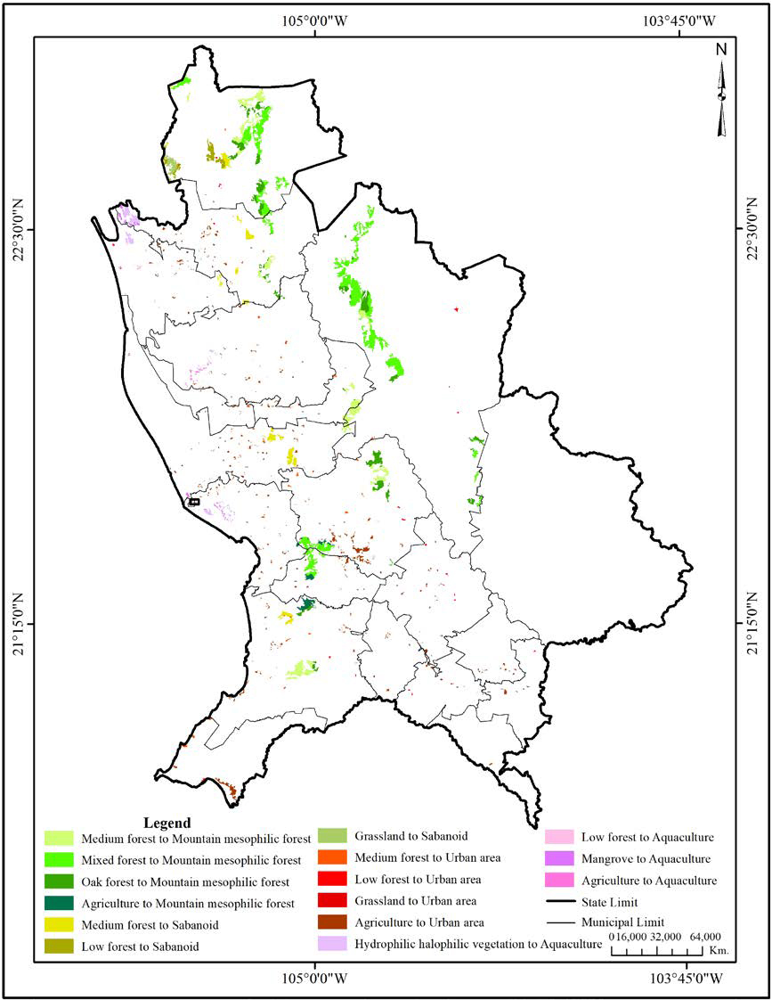 105°0'0"W
103°45'0"W
N
22°30'0"N
22°30'0"N
21°15'0"N
21°15'0"N
Legend
Medium forest to Mountain mesophilic forest
Mixed forest to Mountain mesophilic forest
Oak forest to Mountain mesophilic forest
Agriculture to Mountain mesophilic forest
Medium forest to Sabanoid
Low forest to Sabanoid
Grassland to Sabanoid
Medium forest to Urban area
Low forest to Urban area
Grassland to Urban area
Agriculture to Urban area
Hydrophilic halophilic vegetation to Aquaculture
Low forest to Aquaculture
Mangrove to Aquaculture
Agriculture to Aquaculture
State Limit
Municipal Limit
0 16,000 32,000 64,000
Km.
105°0'0"W
103°45'0"W